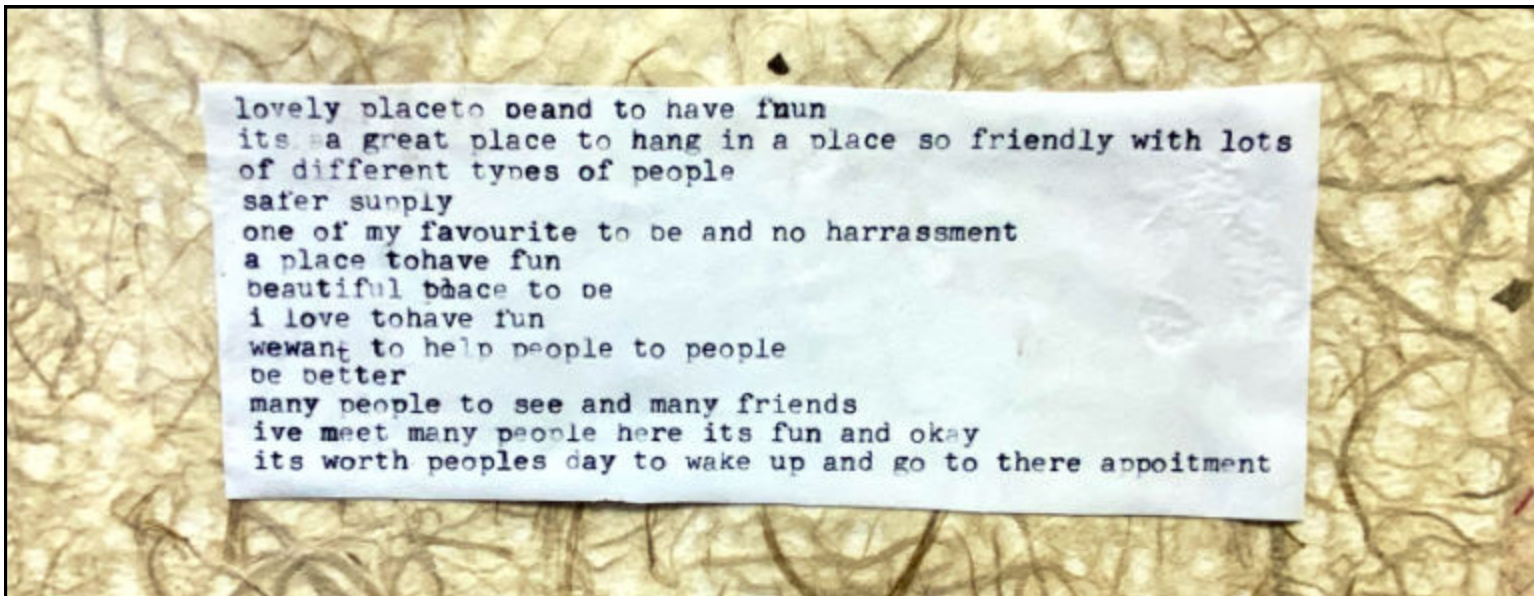 lovely placeto beand to have fnun
its a great place to hang in a place so friendly with lots
of different types of people
safer supply
one of my favourite to be and no harrassment
a place tohave fun
beautiful place to be
i love tohave fun
wewant to help people to people
be better
many people to see and many friends
ive meet many people here its fun and okay
its worth peoples day to wake up and go to there appoitment